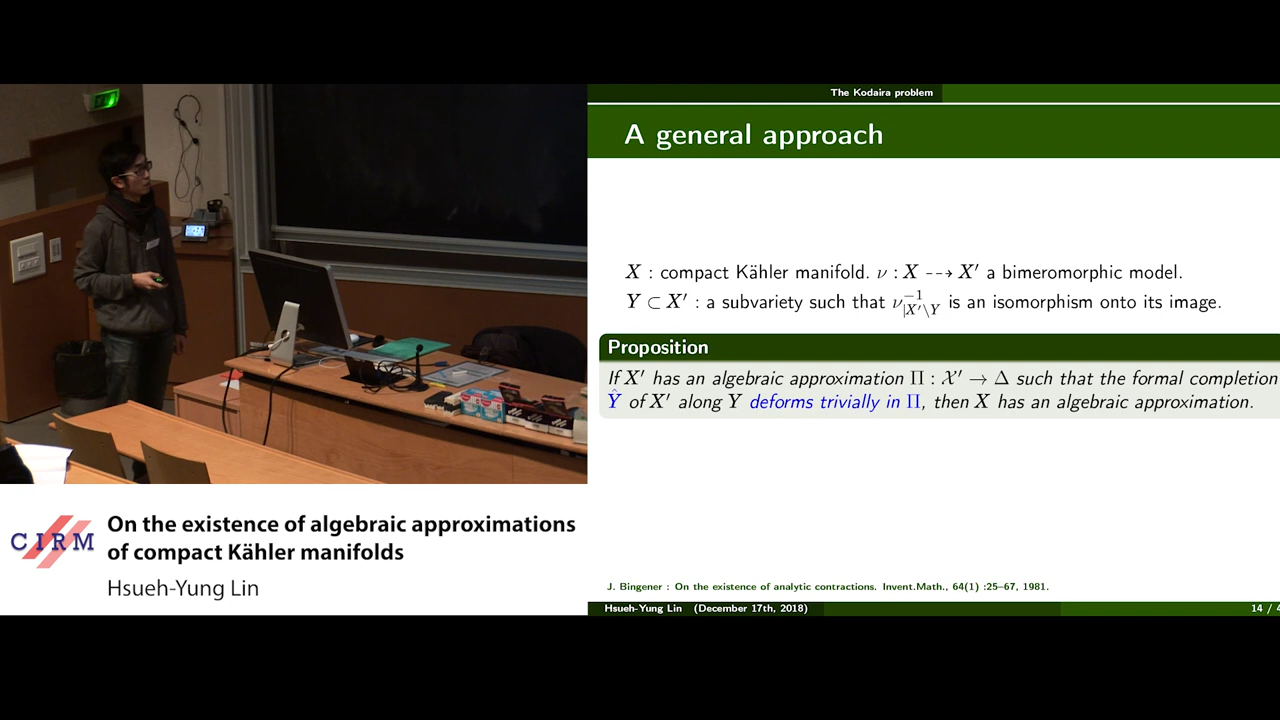 The Kodaira problem
A general approach
X : compact Kähler manifold. ν : X ⇢ X′ a bimeromorphic model.
Y ⊂ X′ : a subvariety such that ν⁻¹|X′\Y is an isomorphism onto its image.
Proposition
If X′ has an algebraic approximation Π : 𝒳′ → Δ such that the formal completion
Ŷ of X′ along Y deforms trivially in Π, then X has an algebraic approximation.
J. Bingener : On the existence of analytic contractions. Invent.Math., 64(1) :25–67, 1981.
Hsueh-Yung Lin (December 17th, 2018)
14 / 4
CIRM
On the existence of algebraic approximations
of compact Kähler manifolds
Hsueh-Yung Lin